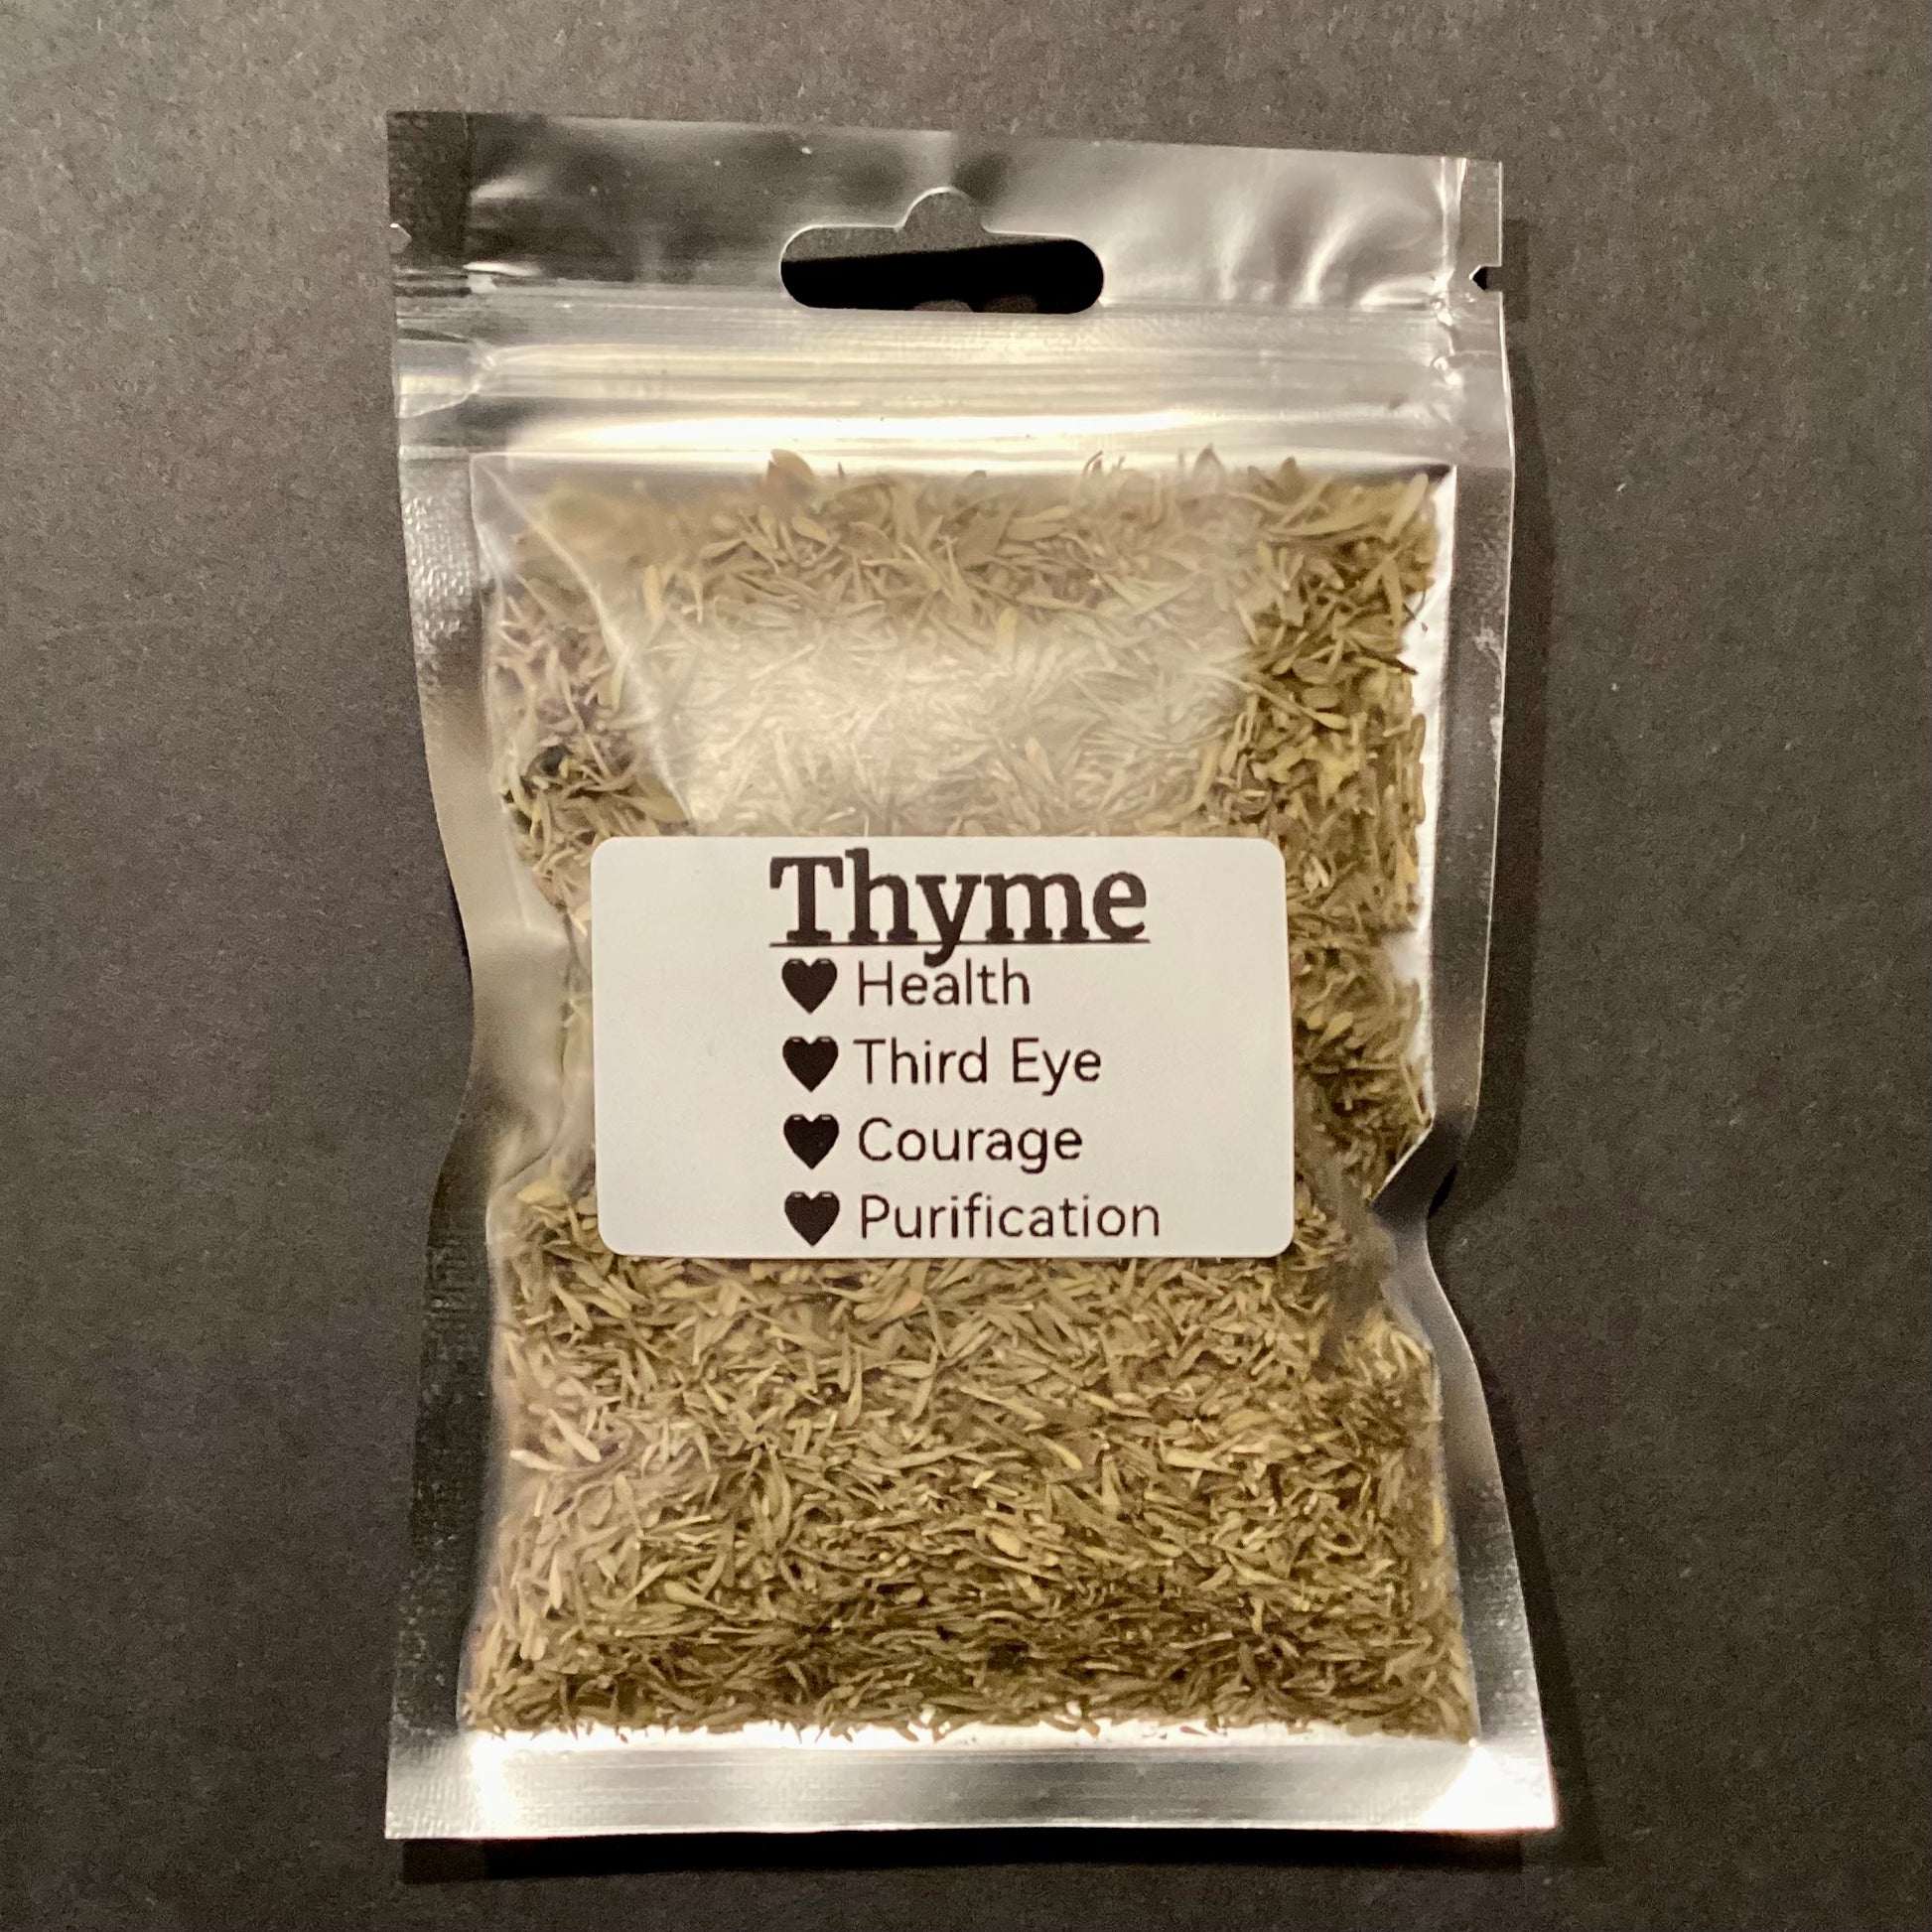 Thyme
🖤 Health
🖤 Third Eye
🖤 Courage
🖤 Purification